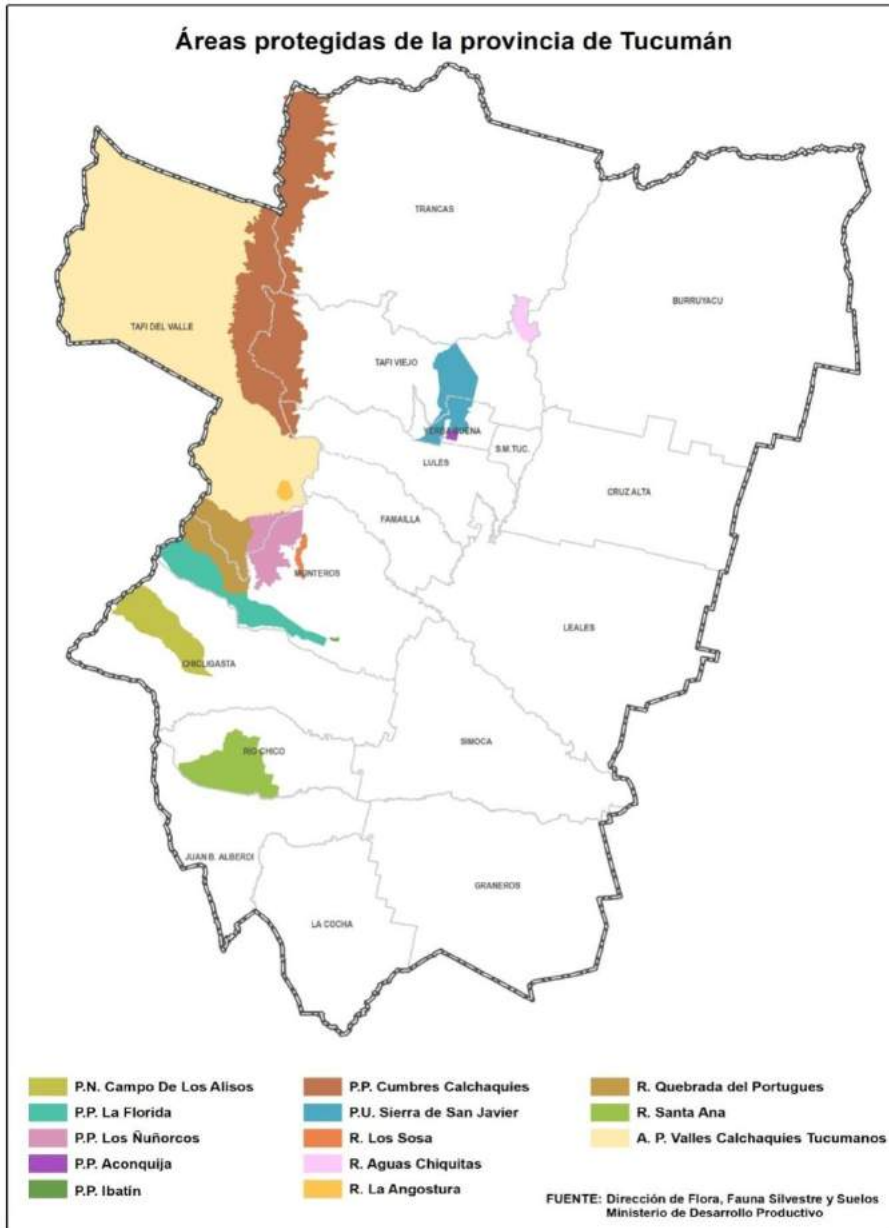 Áreas protegidas de la provincia de Tucumán
TRANCAS
BURRUYACU
TAFI DEL VALLE
TAFI VIEJO
YERBA BUENA
S.M.TUC.
LULES
CRUZ ALTA
FAMAILLA
MONTEROS
LEALES
CHICLIGASTA
SIMOCA
RIO CHICO
JUAN B. ALBERDI
GRANEROS
LA COCHA
P.N. Campo De Los Alisos
P.P. La Florida
P.P. Los Ñuñorcos
P.P. Aconquija
P.P. Ibatín
P.P. Cumbres Calchaquies
P.U. Sierra de San Javier
R. Los Sosa
R. Aguas Chiquitas
R. La Angostura
R. Quebrada del Portugues
R. Santa Ana
A. P. Valles Calchaquies Tucumanos
FUENTE: Dirección de Flora, Fauna Silvestre y Suelos
Ministerio de Desarrollo Productivo